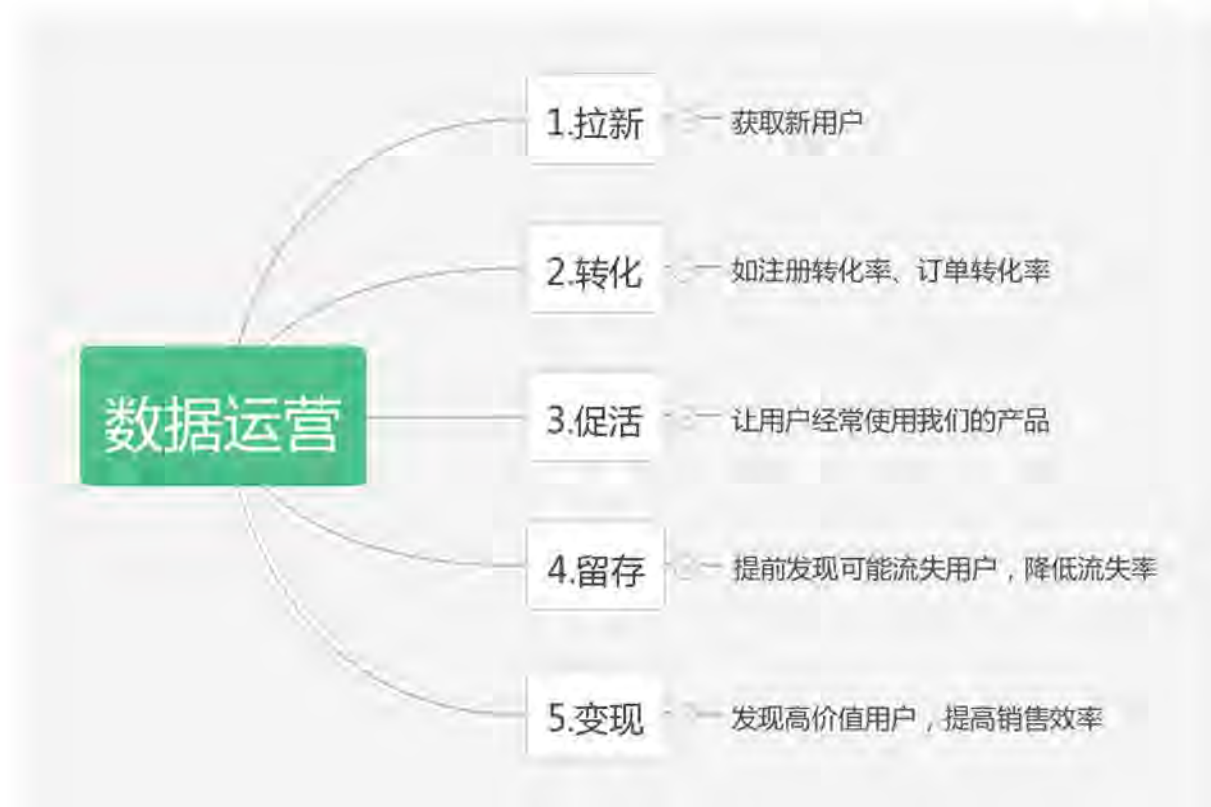 数据运营
1.拉新
获取新用户
2.转化
如注册转化率、订单转化率
3.促活
让用户经常使用我们的产品
4.留存
提前发现可能流失用户，降低流失率
5.变现
发现高价值用户，提高销售效率